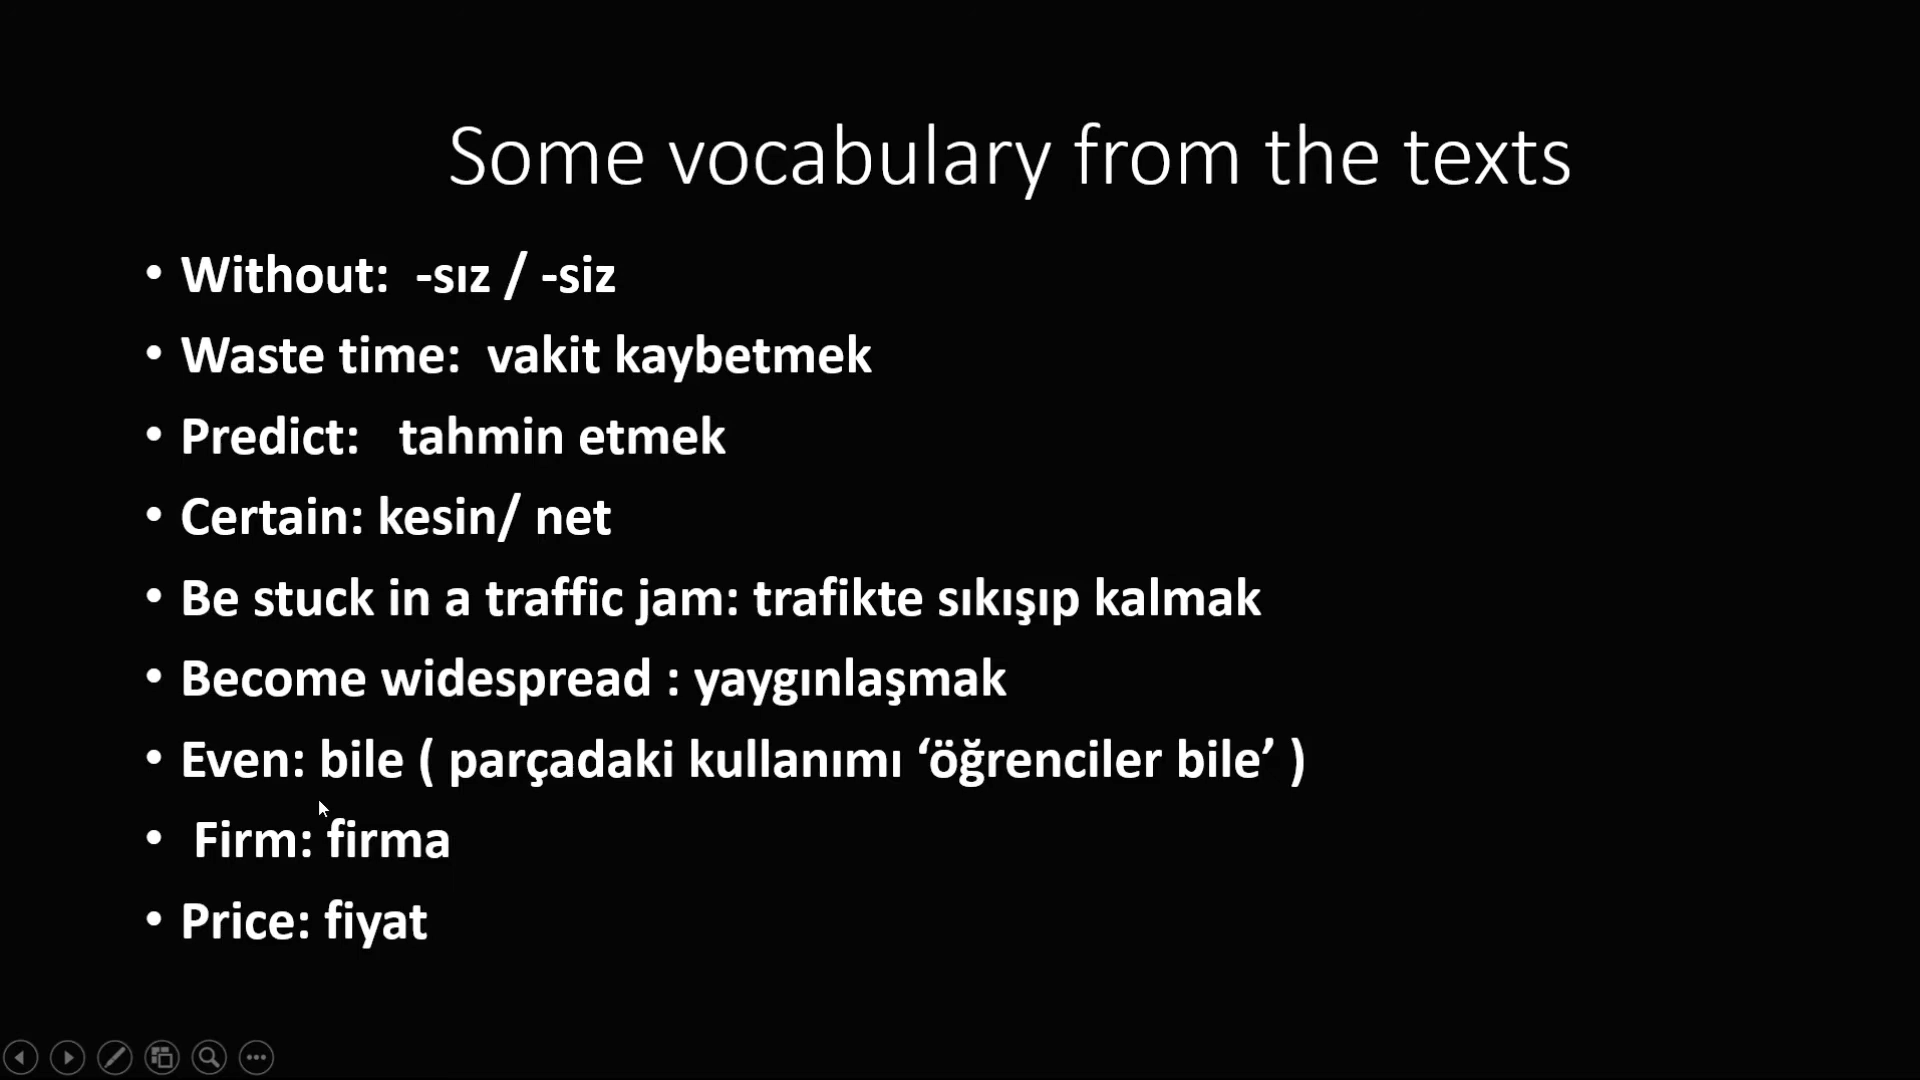 Some vocabulary from the texts
• Without: -sız / -siz
• Waste time: vakit kaybetmek
• Predict: tahmin etmek
• Certain: kesin/ net
• Be stuck in a traffic jam: trafikte sıkışıp kalmak
• Become widespread : yaygınlaşmak
• Even: bile ( parçadaki kullanımı ‘öğrenciler bile’ )
• Firm: firma
• Price: fiyat